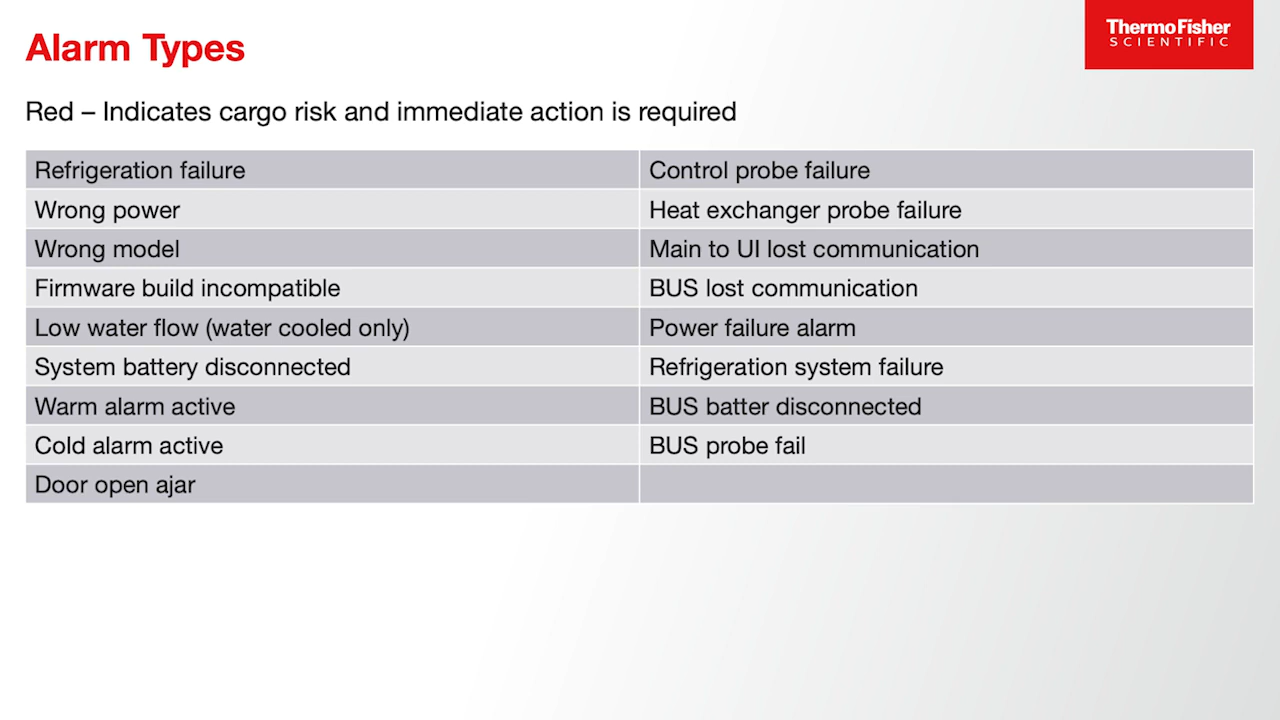 Alarm Types
ThermoFisher
SCIENTIFIC
Red – Indicates cargo risk and immediate action is required
Refrigeration failure
Control probe failure
Wrong power
Heat exchanger probe failure
Wrong model
Main to UI lost communication
Firmware build incompatible
BUS lost communication
Low water flow (water cooled only)
Power failure alarm
System battery disconnected
Refrigeration system failure
Warm alarm active
BUS batter disconnected
Cold alarm active
BUS probe fail
Door open ajar